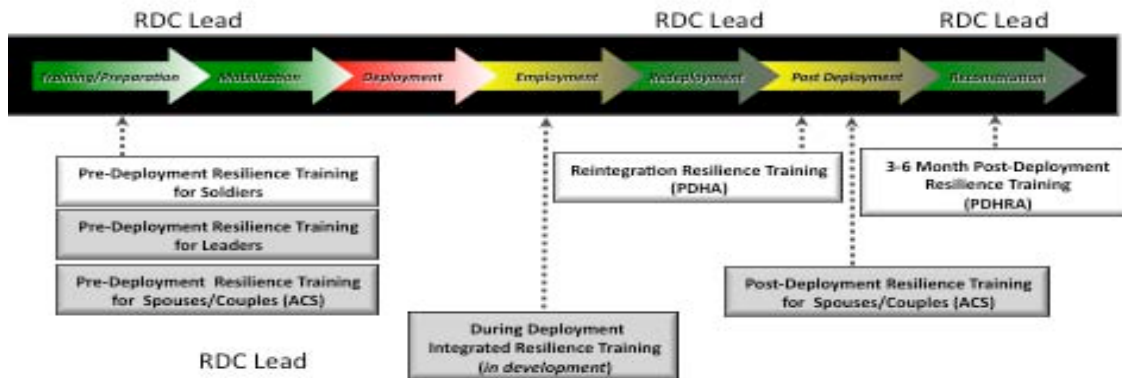 RDC Lead
RDC Lead
RDC Lead
Training/Preparation
Mobilization
Deployment
Employment
Redeployment
Post Deployment
Reconstitution
Pre-Deployment Resilience Training
for Soldiers
Pre-Deployment Resilience Training
for Leaders
Pre-Deployment Resilience Training
for Spouses/Couples (ACS)
RDC Lead
During Deployment
Integrated Resilience Training
(in development)
Reintegration Resilience Training
(PDHA)
Post-Deployment Resilience Training
for Spouses/Couples (ACS)
3-6 Month Post-Deployment
Resilience Training
(PDHRA)